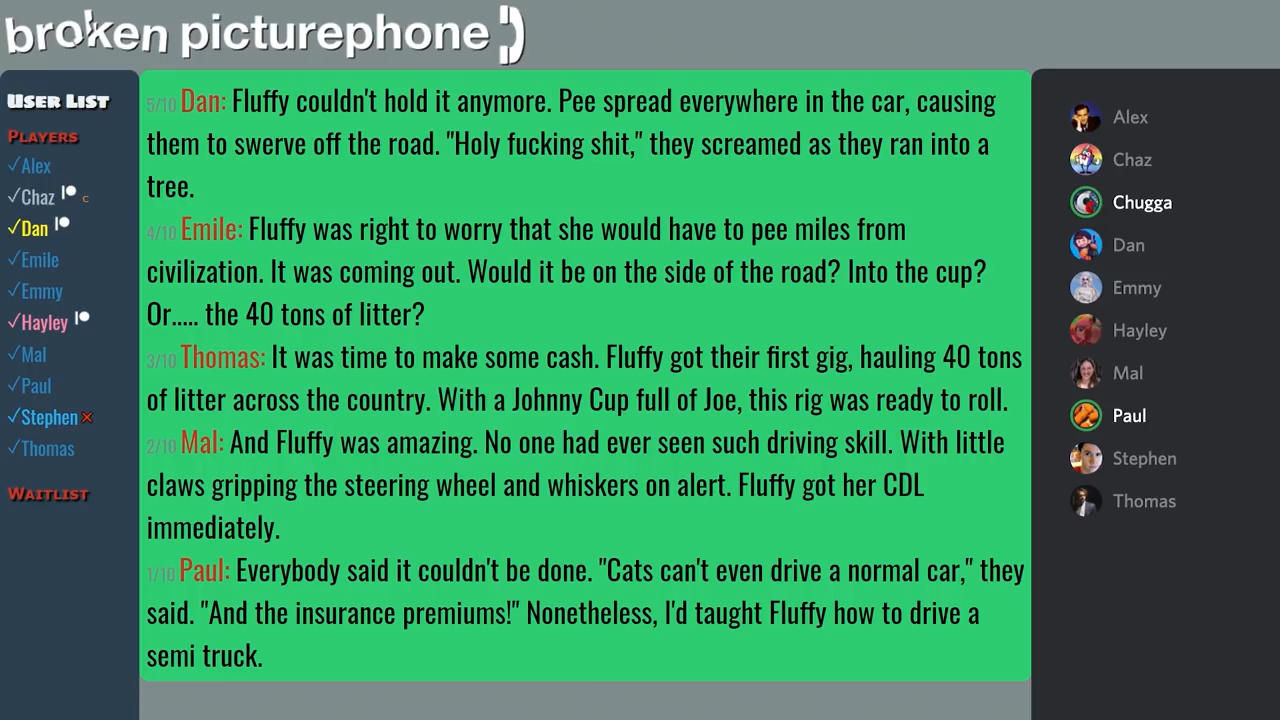 broken picturephone
User List
Players
✓Alex
✓Chaz c
✓Dan
✓Emile
✓Emmy
✓Hayley
✓Mal
✓Paul
✓Stephen ✕
✓Thomas
Waitlist
5/10 Dan: Fluffy couldn't hold it anymore. Pee spread everywhere in the car, causing
them to swerve off the road. "Holy fucking shit," they screamed as they ran into a
tree.
4/10 Emile: Fluffy was right to worry that she would have to pee miles from
civilization. It was coming out. Would it be on the side of the road? Into the cup?
Or..... the 40 tons of litter?
3/10 Thomas: It was time to make some cash. Fluffy got their first gig, hauling 40 tons
of litter across the country. With a Johnny Cup full of Joe, this rig was ready to roll.
2/10 Mal: And Fluffy was amazing. No one had ever seen such driving skill. With little
claws gripping the steering wheel and whiskers on alert. Fluffy got her CDL
immediately.
1/10 Paul: Everybody said it couldn't be done. "Cats can't even drive a normal car," they
said. "And the insurance premiums!" Nonetheless, I'd taught Fluffy how to drive a
semi truck.
Alex
Chaz
Chugga
Dan
Emmy
Hayley
Mal
Paul
Stephen
Thomas